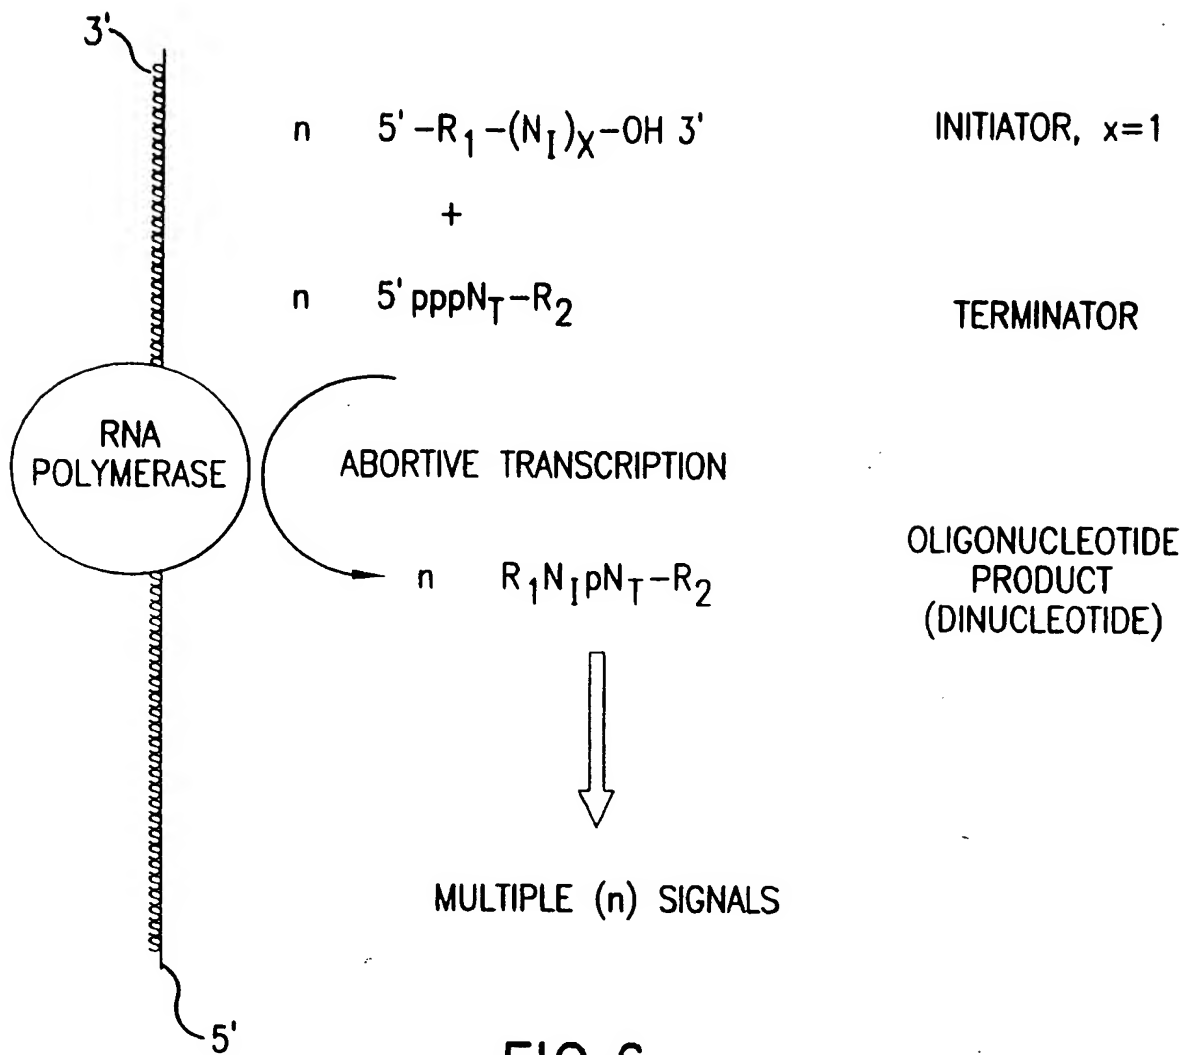 3'
n 5'-R1-(NI)X-OH 3' INITIATOR, x=1
+
n 5'pppNT-R2 TERMINATOR
RNA
POLYMERASE
ABORTIVE TRANSCRIPTION
n R1NIpNT-R2
OLIGONUCLEOTIDE
PRODUCT
(DINUCLEOTIDE)
MULTIPLE (n) SIGNALS
5'